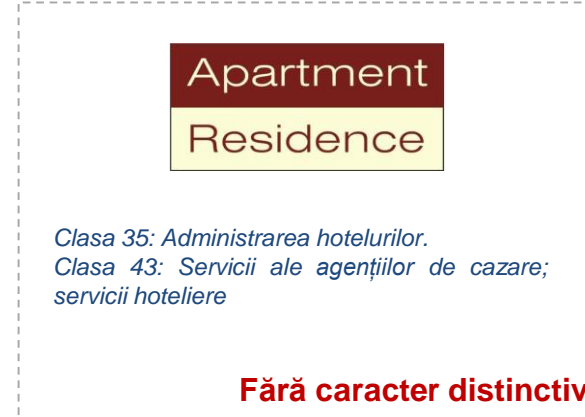 Apartment
Residence
Clasa 35: Administrarea hotelurilor.
Clasa 43: Servicii ale agențiilor de cazare;
servicii hoteliere
Fără caracter distinctiv